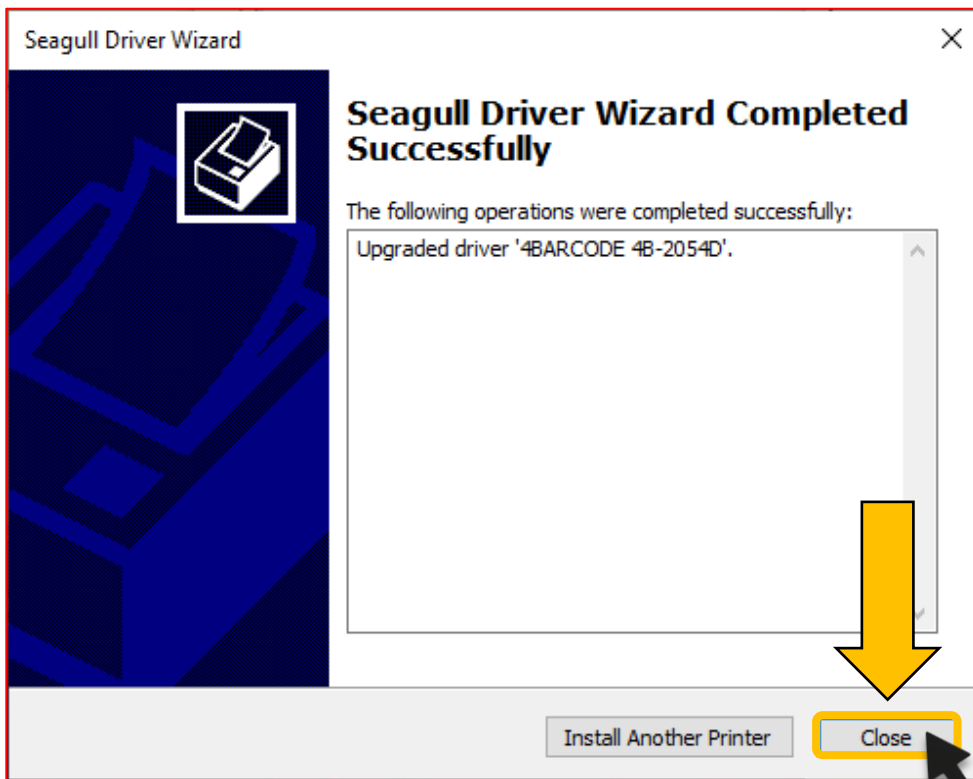 Seagull Driver Wizard
Seagull Driver Wizard Completed
Successfully
The following operations were completed successfully:
Upgraded driver '4BARCODE 4B-2054D'.
Install Another Printer
Close